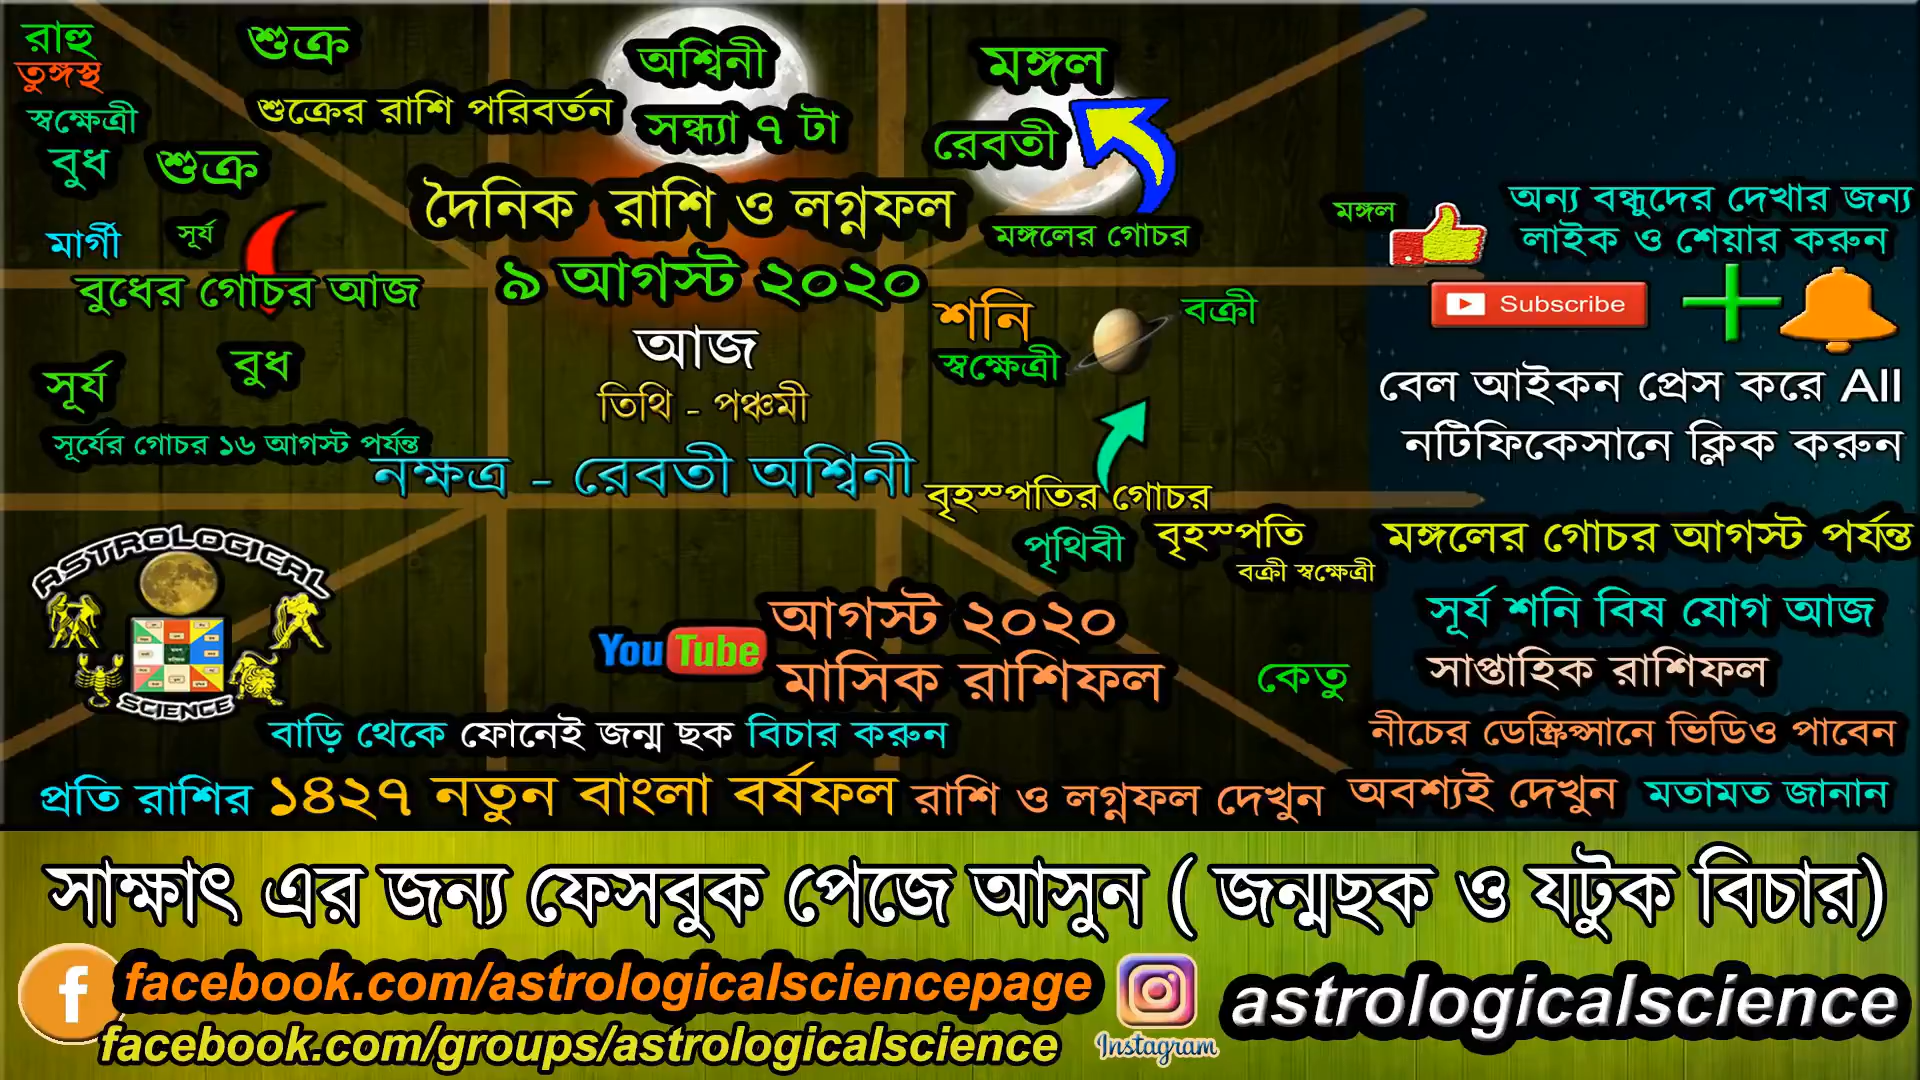 রাহু
তুঙ্গস্থ
শুক্র
অশ্বিনী
মঙ্গল
শুক্রের রাশি পরিবর্তন
সন্ধ্যা ৭ টা
রেবতী
স্বক্ষেত্রী
বুধ
শুক্র
দৈনিক রাশি ও লগ্নফল
মঙ্গলের গোচর
মঙ্গল
অন্য বন্ধুদের দেখার জন্য
লাইক ও শেয়ার করুন
মার্গী
সূর্য
বুধের গোচর আজ
৯ আগস্ট ২০২০
শনি
স্বক্ষেত্রী
বক্রী
Subscribe
আজ
সূর্য
বুধ
তিথি - পঞ্চমী
বেল আইকন প্রেস করে All
নটিফিকেসানে ক্লিক করুন
সূর্যের গোচর ১৬ আগস্ট পর্যন্ত
নক্ষত্র - রেবতী অশ্বিনী
বৃহস্পতির গোচর
পৃথিবী
বৃহস্পতি
বক্রী স্বক্ষেত্রী
মঙ্গলের গোচর আগস্ট পর্যন্ত
ASTROLOGICAL
SCIENCE
YouTube
আগস্ট ২০২০
মাসিক রাশিফল
কেতু
সূর্য শনি বিষ যোগ আজ
সাপ্তাহিক রাশিফল
নীচের ডেস্ক্রিপ্সানে ভিডিও পাবেন
বাড়ি থেকে ফোনেই জন্ম ছক বিচার করুন
প্রতি রাশির ১৪২৭ নতুন বাংলা বর্ষফল রাশি ও লগ্নফল দেখুন অবশ্যই দেখুন মতামত জানান
সাক্ষাৎ এর জন্য ফেসবুক পেজে আসুন ( জন্মছক ও যটুক বিচার)
f facebook.com/astrologicalsciencepage
facebook.com/groups/astrologicalscience
Instagram
astrologicalscience